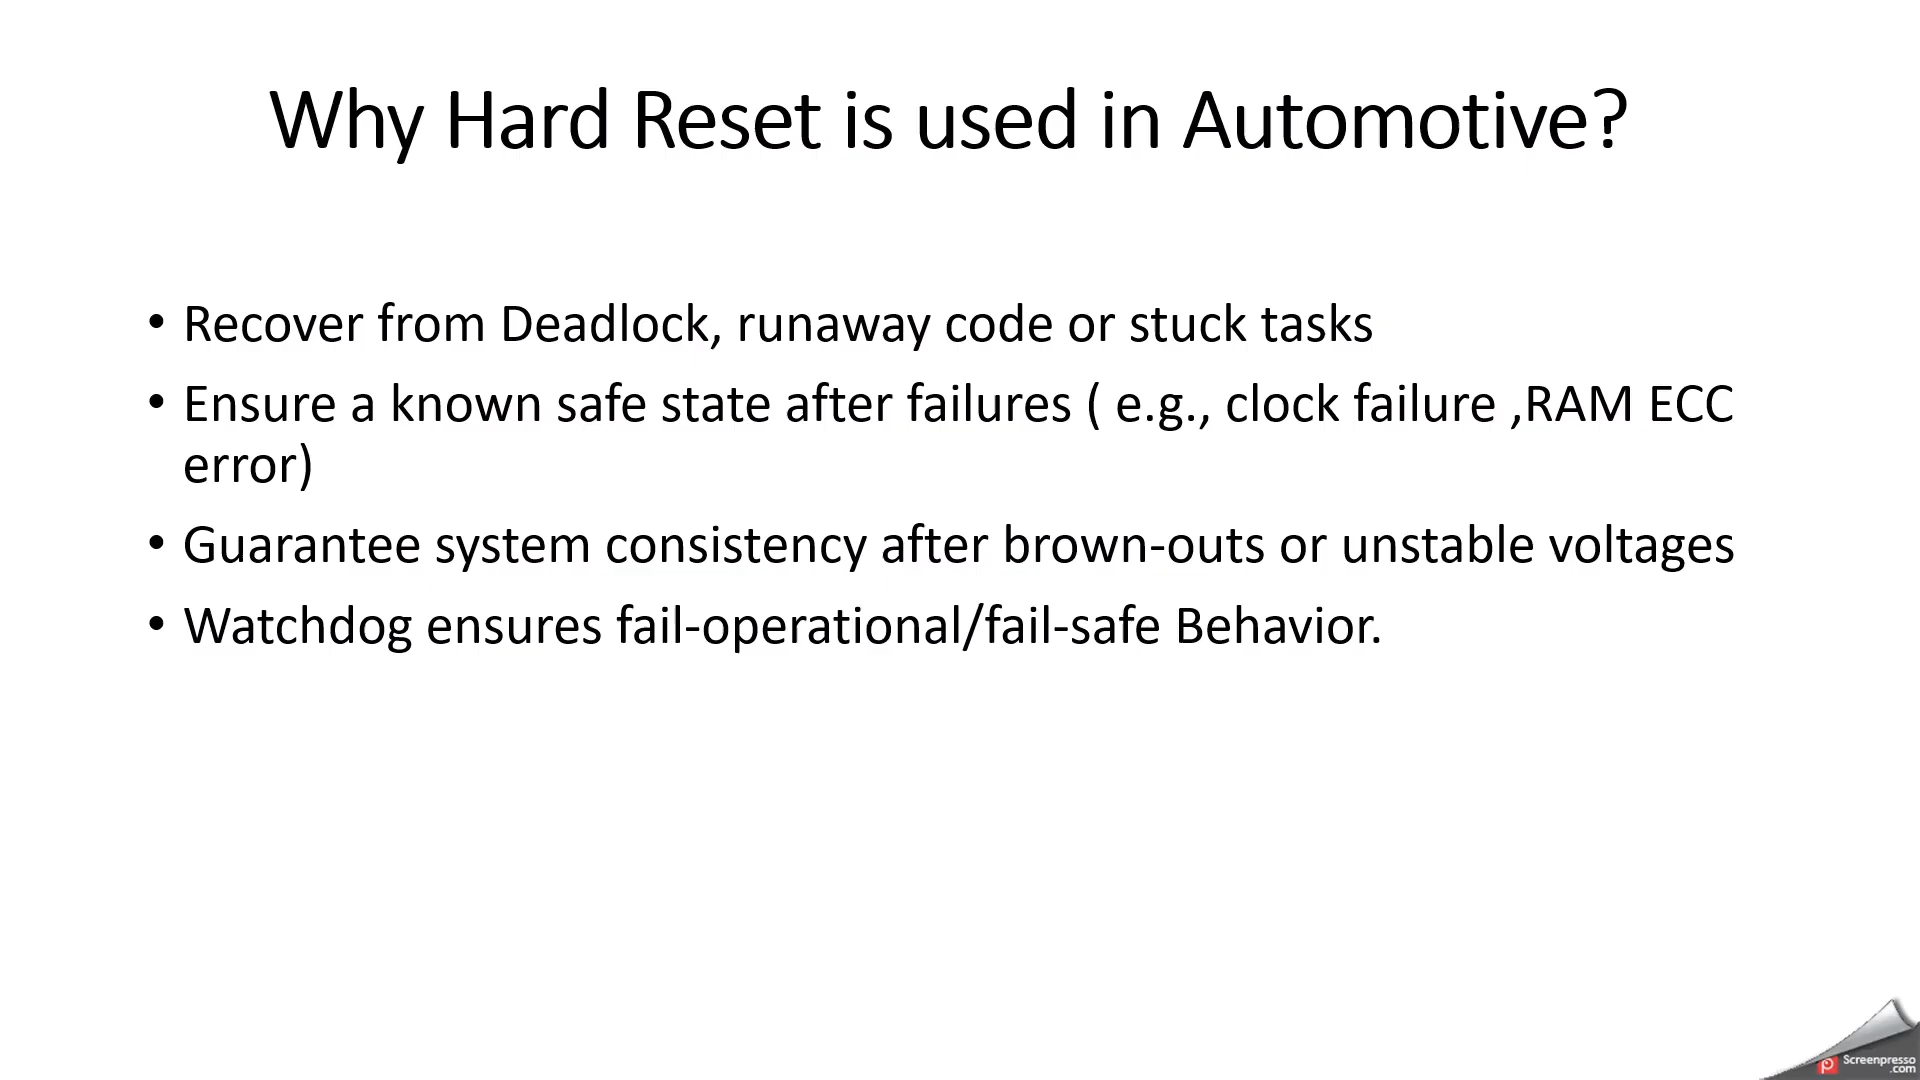 Why Hard Reset is used in Automotive?
• Recover from Deadlock, runaway code or stuck tasks
• Ensure a known safe state after failures ( e.g., clock failure ,RAM ECC
error)
• Guarantee system consistency after brown-outs or unstable voltages
• Watchdog ensures fail-operational/fail-safe Behavior.
Screenpresso
.com